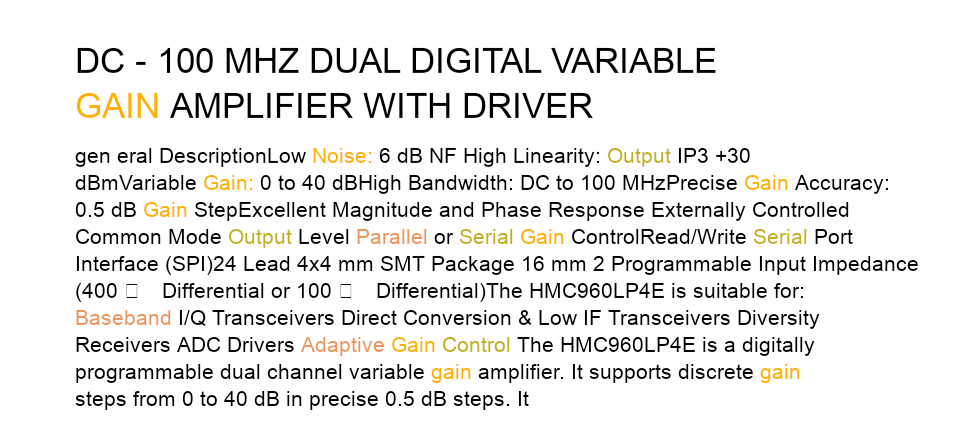 DC - 100 MHZ DUAL DIGITAL VARIABLE
GAIN AMPLIFIER WITH DRIVER
gen eral DescriptionLow Noise: 6 dB NF High Linearity: Output IP3 +30
dBmVariable Gain: 0 to 40 dBHigh Bandwidth: DC to 100 MHzPrecise Gain Accuracy:
0.5 dB Gain StepExcellent Magnitude and Phase Response Externally Controlled
Common Mode Output Level Parallel or Serial Gain ControlRead/Write Serial Port
Interface (SPI)24 Lead 4x4 mm SMT Package 16 mm 2 Programmable Input Impedance
(400 Differential or 100 Differential)The HMC960LP4E is suitable for:
Baseband I/Q Transceivers Direct Conversion & Low IF Transceivers Diversity
Receivers ADC Drivers Adaptive Gain Control The HMC960LP4E is a digitally
programmable dual channel variable gain amplifier. It supports discrete gain
steps from 0 to 40 dB in precise 0.5 dB steps. It